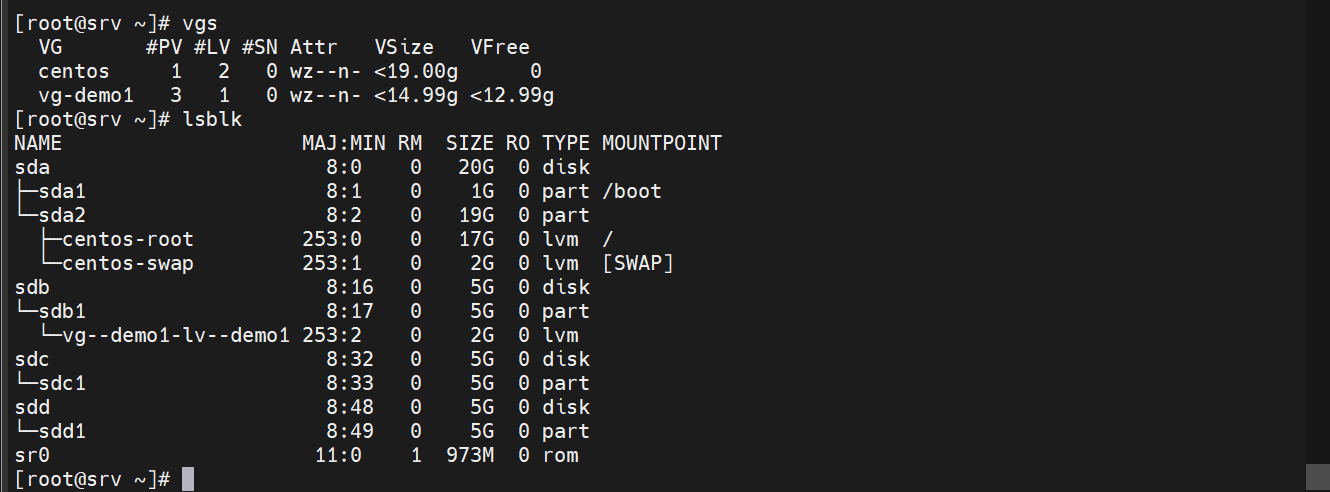 [root@srv ~]# vgs
  VG       #PV #LV #SN Attr   VSize   VFree
  centos     1   2   0 wz--n- <19.00g      0
  vg-demo1   3   1   0 wz--n- <14.99g <12.99g
[root@srv ~]# lsblk
NAME                    MAJ:MIN RM  SIZE RO TYPE MOUNTPOINT
sda                       8:0    0   20G  0 disk
├─sda1                    8:1    0    1G  0 part /boot
└─sda2                    8:2    0   19G  0 part
  ├─centos-root         253:0    0   17G  0 lvm  /
  └─centos-swap         253:1    0    2G  0 lvm  [SWAP]
sdb                       8:16   0    5G  0 disk
└─sdb1                    8:17   0    5G  0 part
  └─vg--demo1-lv--demo1 253:2    0    2G  0 lvm
sdc                       8:32   0    5G  0 disk
└─sdc1                    8:33   0    5G  0 part
sdd                       8:48   0    5G  0 disk
└─sdd1                    8:49   0    5G  0 part
sr0                      11:0    1  973M  0 rom
[root@srv ~]#